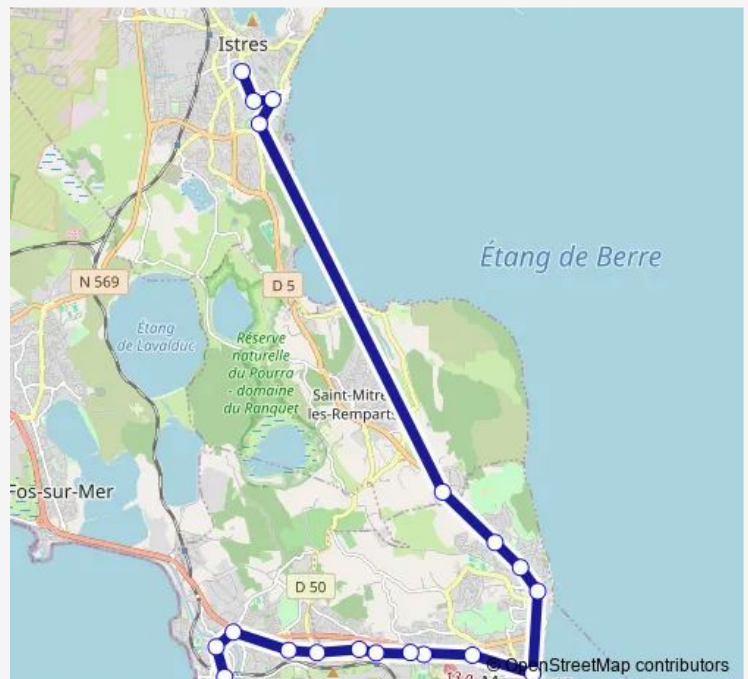 Istres
Étang de Berre
N 569
D 5
Étang
de Lavalduc
Réserve
naturelle
du Pourra
- domaine
du Ranquet
Saint-Mitre
les-Remparts
Fos-sur-Mer
D 50
© OpenStreetMap contributors